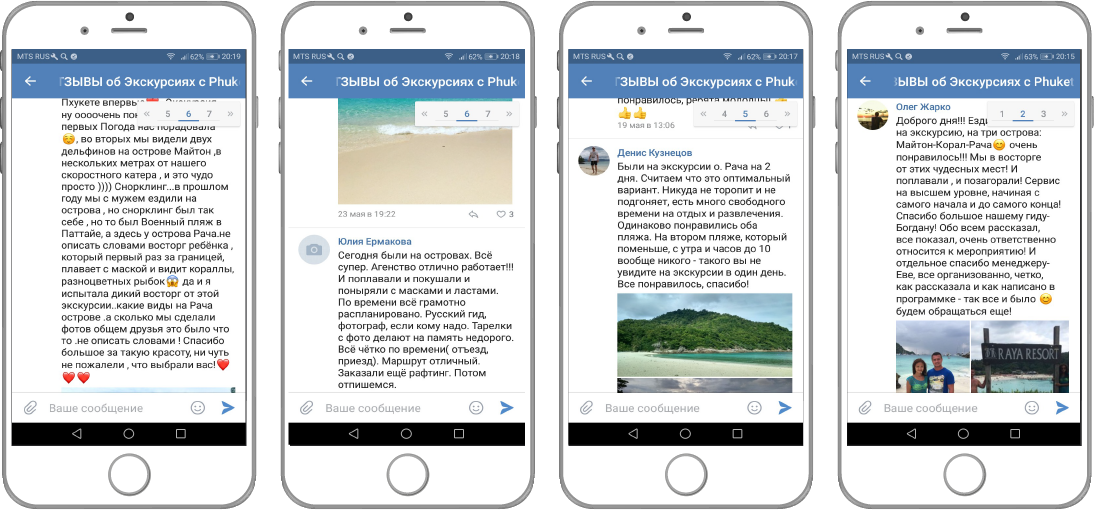 MTS RUS 62% 20:19
ТЗЫВЫ об Экскурсиях с Phuk
Пхукете впервы
ну оооочень по
« 5 6 7 »
первых Погода нас порадовала
, во вторых мы видели двух
дельфинов на острове Майтон ,в
нескольких метрах от нашего
скоростного катера , и это чудо
просто )))) Снорклинг...в прошлом
году мы с мужем ездили на
острова , но снорклинг был так
себе , но то был Военный пляж в
Паттайе, а здесь у острова Рача.не
описать словами восторг ребёнка ,
который первый раз за границей,
плавает с маской и видит кораллы,
разноцветных рыбок😱 да и я
испытала дикий восторг от этой
экскурсии..какие виды на Рача
острове .а сколько мы сделали
фотов общем друзья это было что
то .не описать словами ! Спасибо
большое за такую красоту, ни чуть
не пожалели , что выбрали вас!❤️
❤️❤️
Ваше сообщение
MTS RUS 62% 20:18
ТЗЫВЫ об Экскурсиях с Phuke
« 5 6 7 »
23 мая в 19:22 3
Юлия Ермакова
Сегодня были на островах. Всё
супер. Агенство отлично работает!!!
И поплавали и покушали и
поныряли с масками и ластами.
По времени всё грамотно
распланировано. Русский гид,
фотограф, если кому надо. Тарелки
с фото делают на память недорого.
Всё чётко по времени( отъезд,
приезд). Маршрут отличный.
Заказали ещё рафтинг. Потом
отпишемся.
Ваше сообщение
MTS RUS 62% 20:17
ТЗЫВЫ об Экскурсиях с Phuke
понравилось, ребята молодцы!👍
👍👍
« 4 5 6 »
19 мая в 13:06
Денис Кузнецов
Были на экскурсии о. Рача на 2
дня. Считаем что это оптимальный
вариант. Никуда не торопит и не
подгоняет, есть много свободного
времени на отдых и развлечения.
Одинаково понравились оба
пляжа. На втором пляже, который
поменьше, с утра и часов до 10
вообще никого - такого вы не
увидите на экскурсии в один день.
Все понравилось, спасибо!
Ваше сообщение
MTS RUS 63% 20:15
ЗЫВЫ об Экскурсиях с Phuket
Олег Жарко
« 1 2 3 »
Доброго дня!!! Езди
на экскурсию, на три острова:
Майтон-Корал-Рача😊 очень
понравилось!!! Мы в восторге
от этих чудесных мест! И
поплавали , и позагорали! Сервис
на высшем уровне, начиная с
самого начала и до самого конца!
Спасибо большое нашему гиду-
Богдану! Обо всем рассказал,
все показал, очень ответственно
относится к мероприятию! И
отдельное спасибо менеджеру-
Еве, все организованно, четко,
как рассказала и как написано в
программке - так все и было 😊
будем обращаться еще!
RAYA RESORT
Ваше сообщение